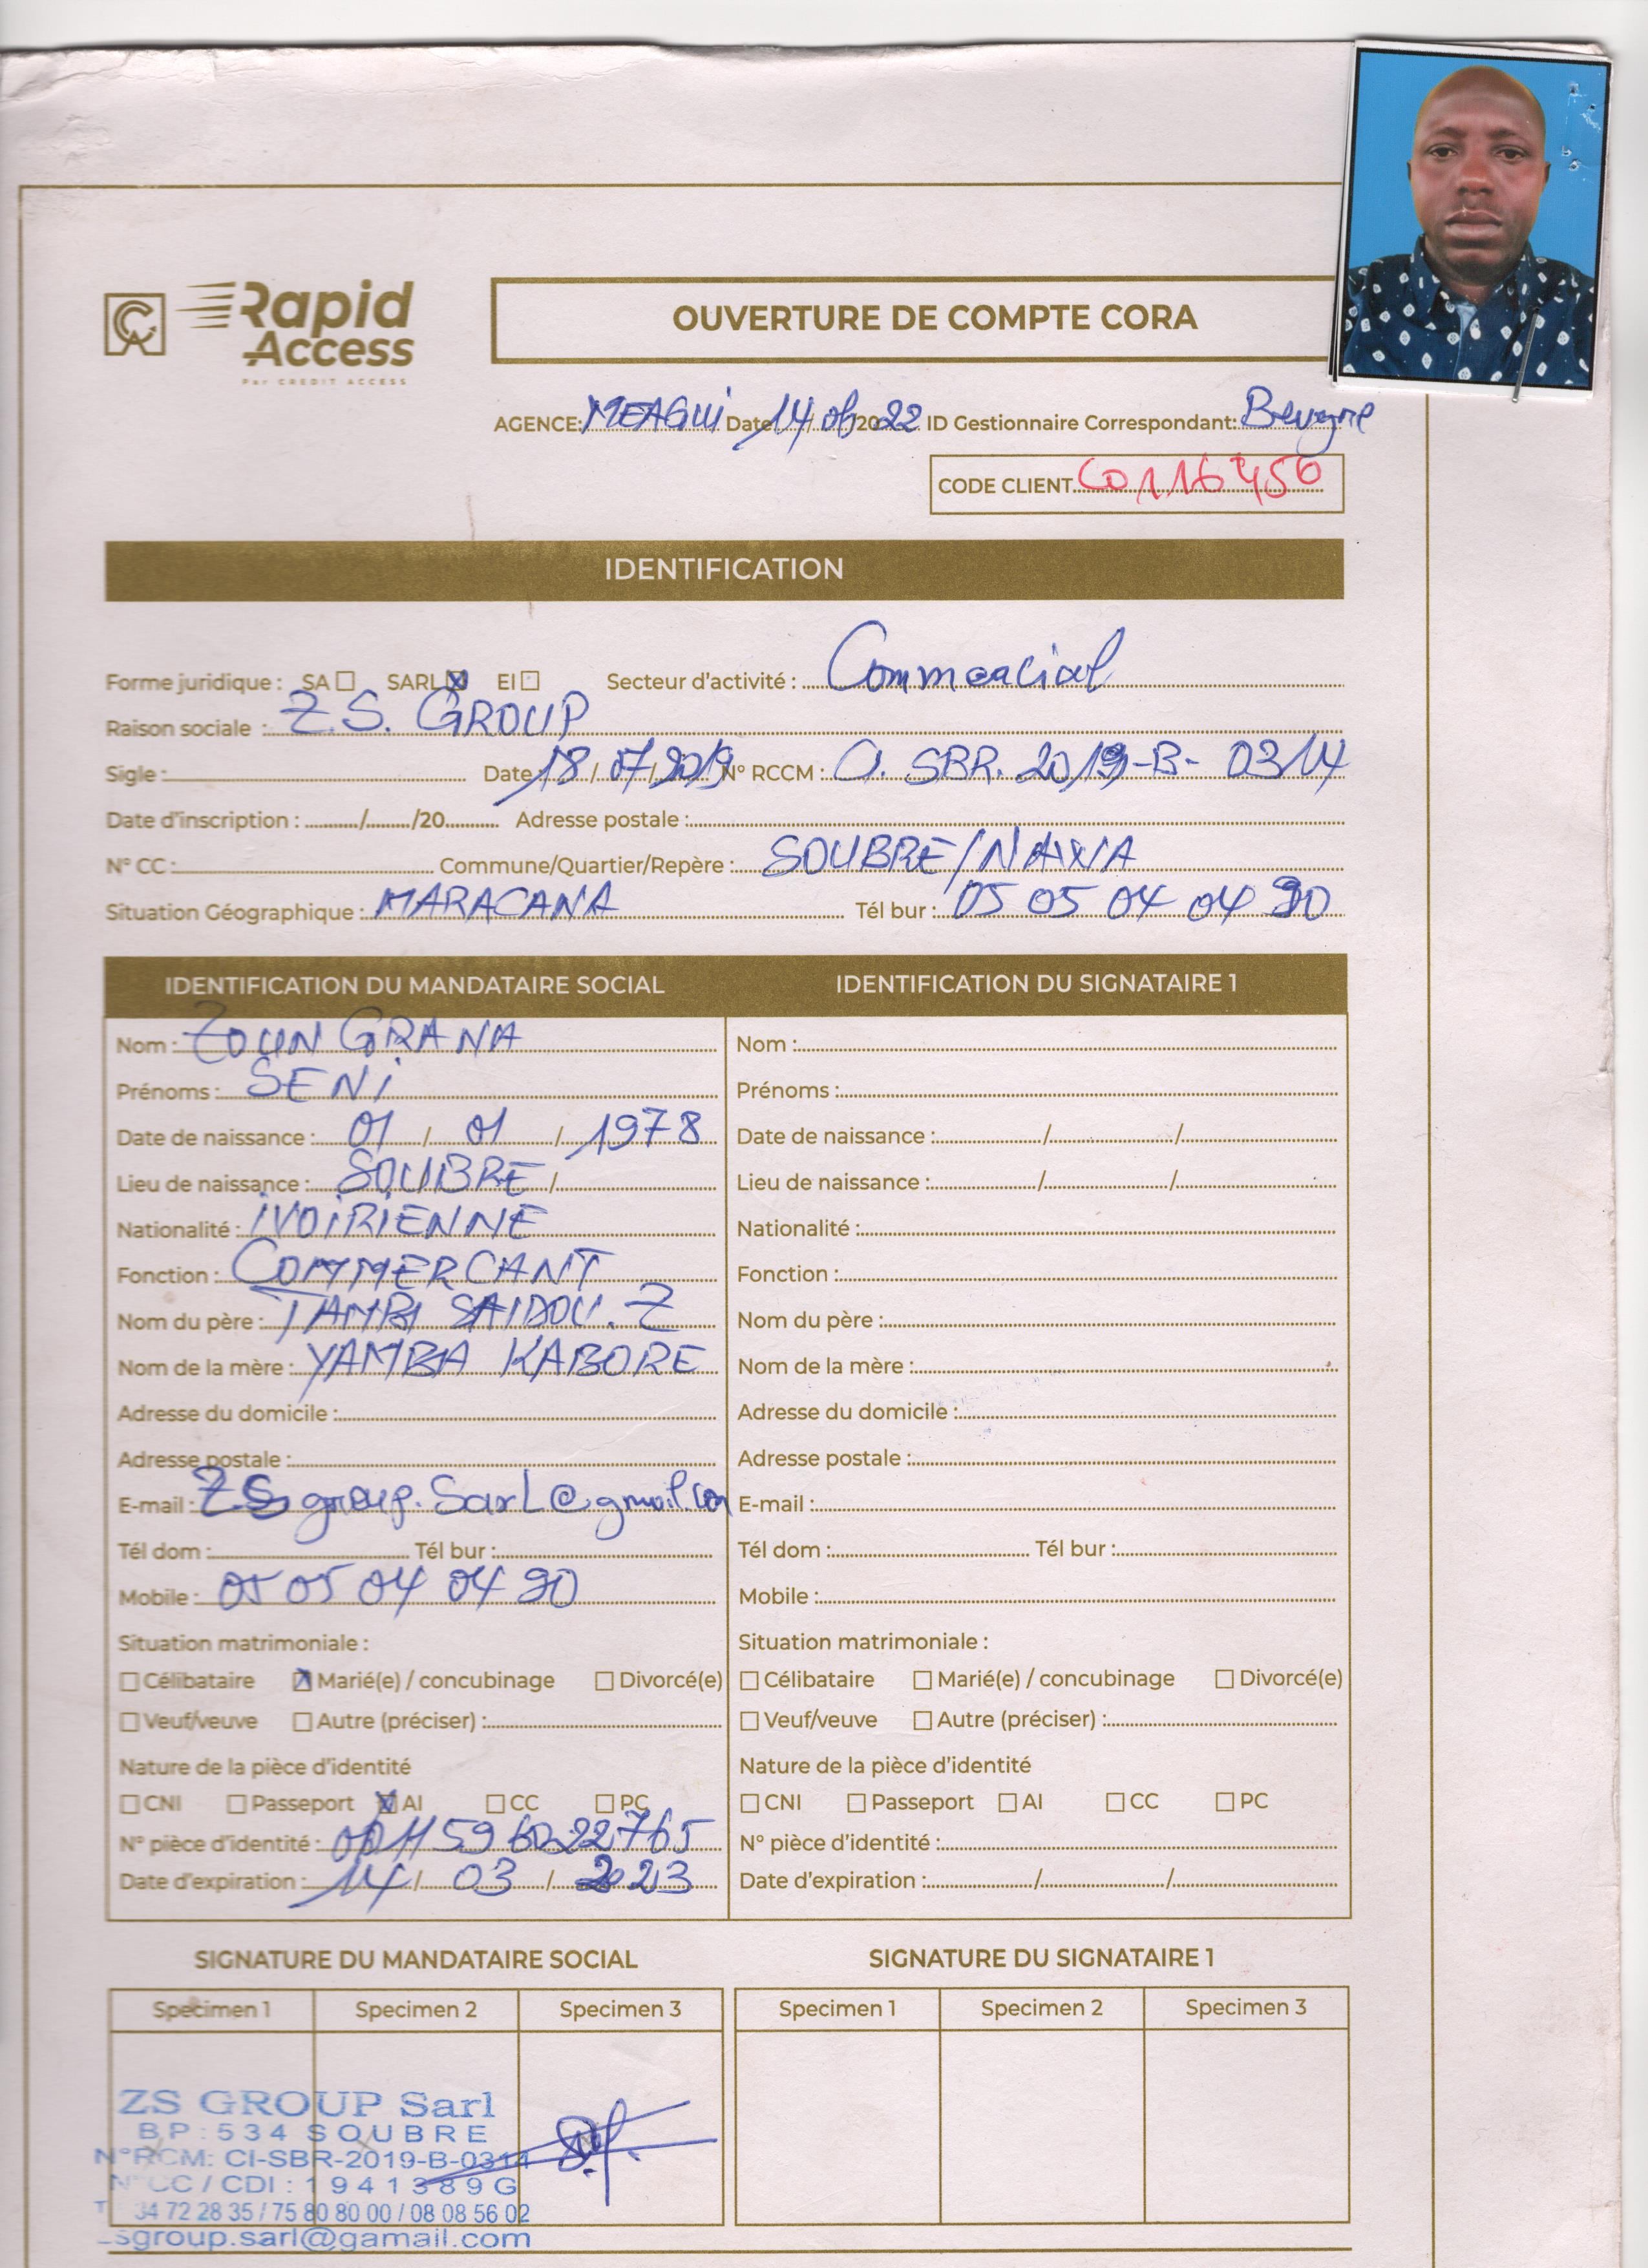 Rapid
Access
Par CREDIT ACCESS
OUVERTURE DE COMPTE CORA
AGENCE: MEAGUI Date 14/06/2022 ID Gestionnaire Correspondant:
CODE CLIENT C0116456
IDENTIFICATION
Forme juridique : SA SARL EI Secteur d'activité : Commercial
Raison sociale : Z.S. GROUP
Sigle : Date 18/07/2019 N° RCCM : CI. SBR. 2019-B- 0314
Date d'inscription : / /20 Adresse postale :
N° CC : Commune/Quartier/Repère : SOUBRE/NAWA
Situation Géographique : MARACANA Tél bur : 05 05 04 04 90
IDENTIFICATION DU MANDATAIRE SOCIAL
Nom : ZOUNGRANA
Prénoms : SENi
Date de naissance : 01 / 01 / 1978
Lieu de naissance : SOUBRE /
Nationalité : iVOiRIENNE
Fonction : COMMERCANT
Nom du père : TAMBI SAIDOU. Z
Nom de la mère : YAMBA KABORE
Adresse du domicile :
Adresse postale :
E-mail : ZSgroup.SarL@gmail.com
Tél dom : Tél bur :
Mobile : 05 05 04 04 90
Situation matrimoniale :
Célibataire Marié(e) / concubinage Divorcé(e)
Veuf/veuve Autre (préciser) :
Nature de la pièce d'identité
CNI Passeport AI CC PC
N° pièce d'identité :
Date d'expiration : 14 / 03 / 2023
IDENTIFICATION DU SIGNATAIRE 1
Nom :
Prénoms :
Date de naissance : / /
Lieu de naissance : / /
Nationalité :
Fonction :
Nom du père :
Nom de la mère :
Adresse du domicile :
Adresse postale :
E-mail :
Tél dom : Tél bur :
Mobile :
Situation matrimoniale :
Célibataire Marié(e) / concubinage Divorcé(e)
Veuf/veuve Autre (préciser) :
Nature de la pièce d'identité
CNI Passeport AI CC PC
N° pièce d'identité :
Date d'expiration : / /
SIGNATURE DU MANDATAIRE SOCIAL
Specimen 1 Specimen 2 Specimen 3
ZS GROUP Sarl
BP : 534 SOUBRE
N°RCM: CI-SBR-2019-B-0314
N°CC / CDI : 1941389G
34 72 28 35 / 75 80 80 00 / 08 08 56 02
sgroup.sarl@gamail.com
SIGNATURE DU SIGNATAIRE 1
Specimen 1 Specimen 2 Specimen 3